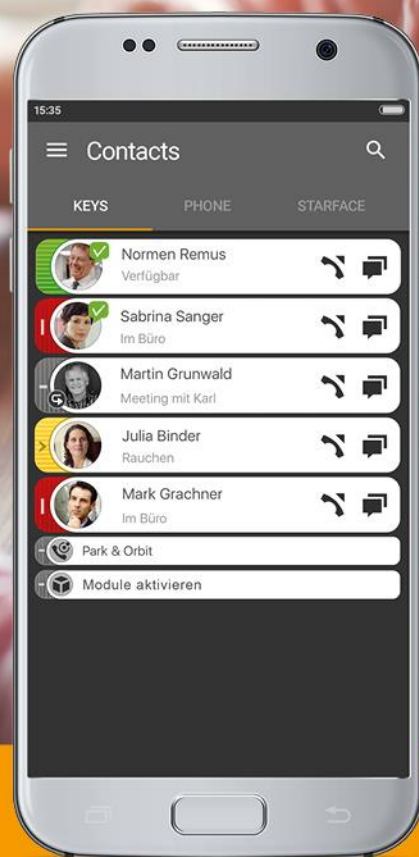 15:35
Contacts
KEYS PHONE STARFACE
Normen Remus
Verfügbar
Sabrina Sanger
Im Büro
Martin Grunwald
Meeting mit Karl
Julia Binder
Rauchen
Mark Grachner
Im Büro
Park & Orbit
Module aktivieren